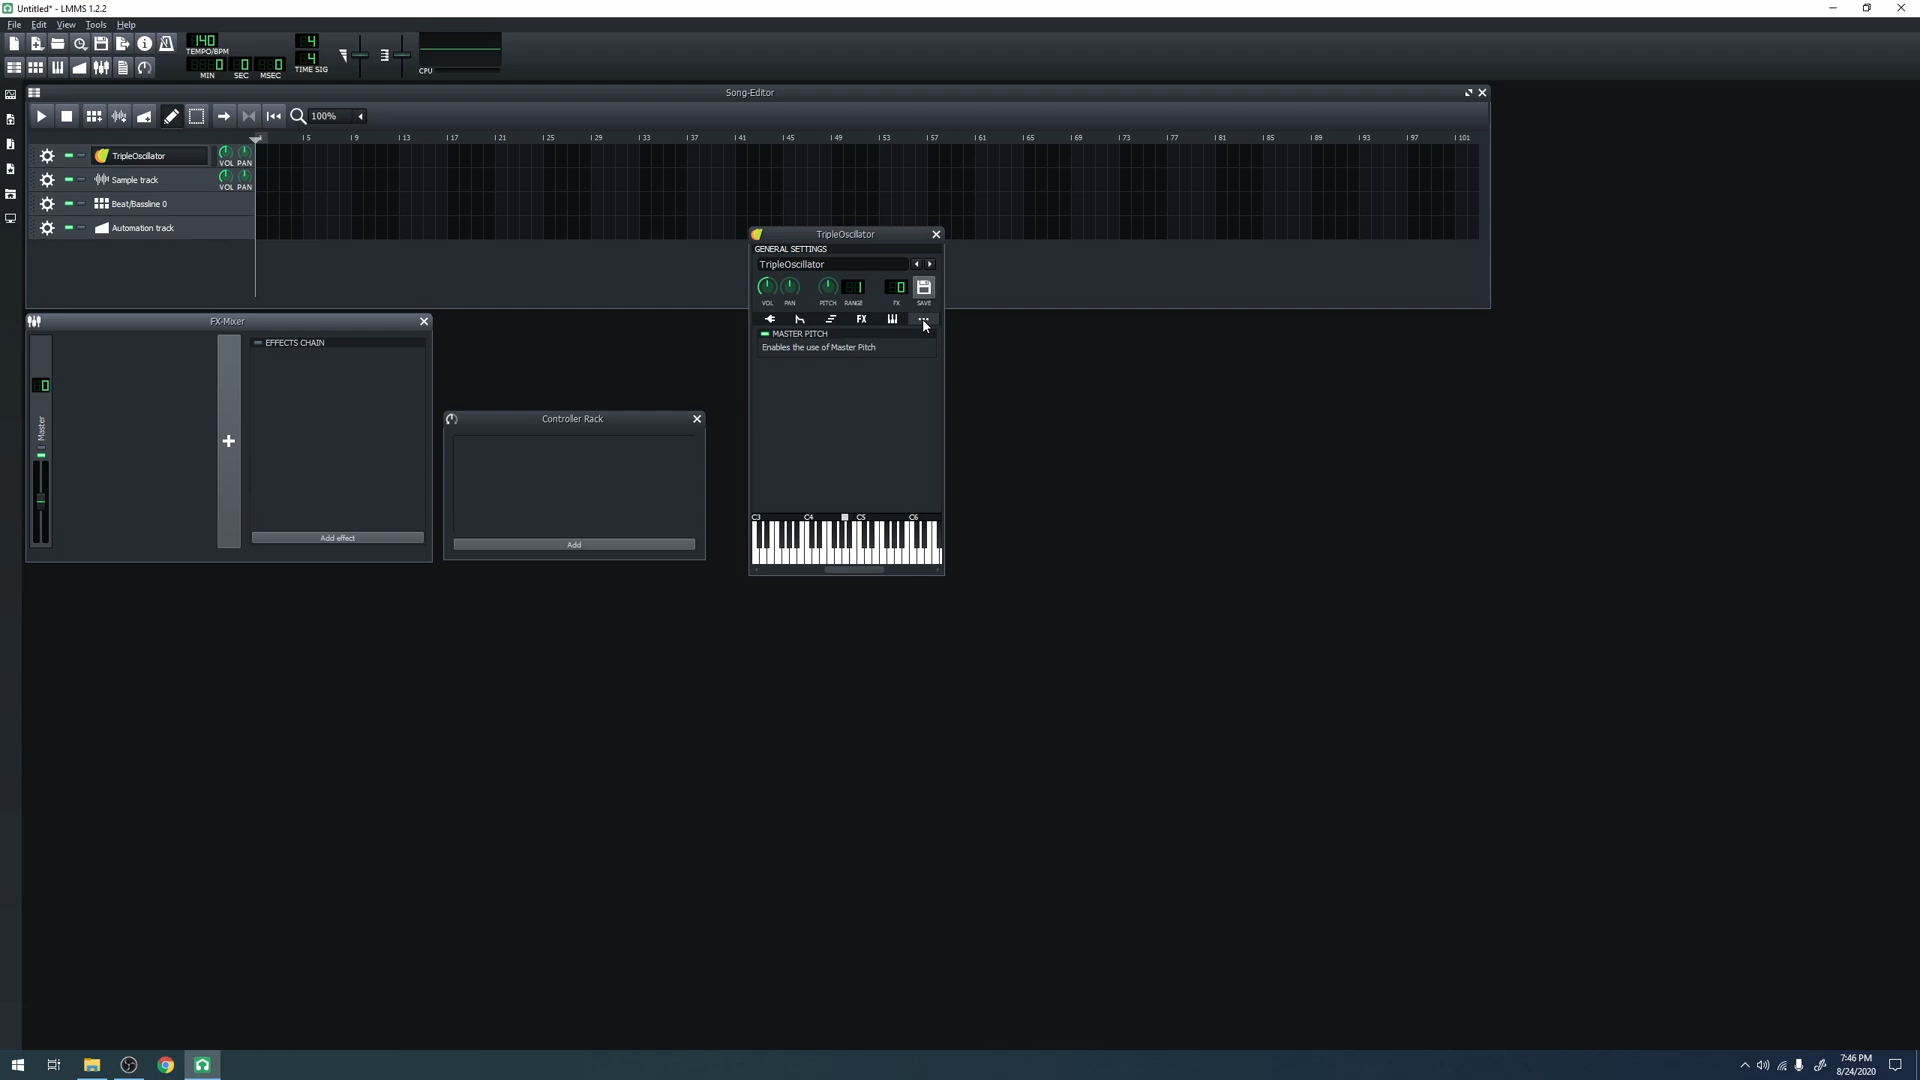 Untitled* - LMMS 1.2.2
File Edit View Tools Help
140
TEMPO/BPM
0 0 0
MIN SEC MSEC
4
4
TIME SIG
CPU
Song-Editor
100%
5 9 13 17 21 25 29 33 37 41 45 49 53 57 61 65 69 73 77 81 85 89 93 97 101
TripleOscillator
VOL PAN
Sample track
VOL PAN
Beat/Bassline 0
Automation track
TripleOscillator
GENERAL SETTINGS
TripleOscillator
1 0
VOL PAN PITCH RANGE FX SAVE
FX
MASTER PITCH
Enables the use of Master Pitch
C3 C4 C5 C6
FX-Mixer
EFFECTS CHAIN
0
Master
Add effect
Controller Rack
Add
7:46 PM
8/24/2020